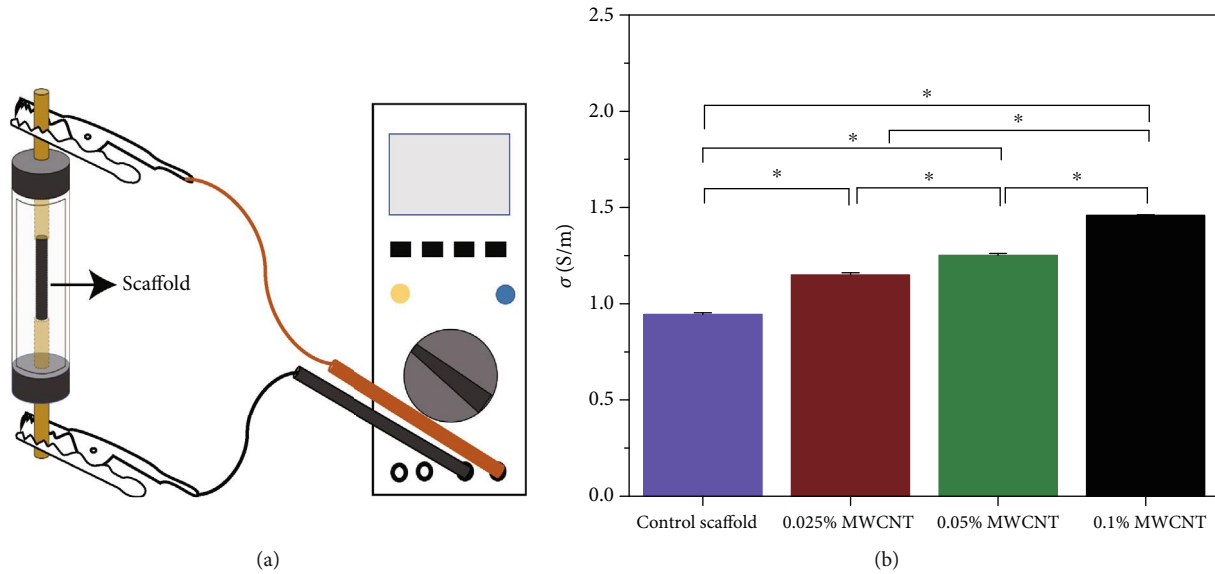 Scaffold
(a)
2.5
2.0
1.5
1.0
0.5
0.0
σ (S/m)
*
*
*
*
*
*
Control scaffold
0.025% MWCNT
0.05% MWCNT
0.1% MWCNT
(b)